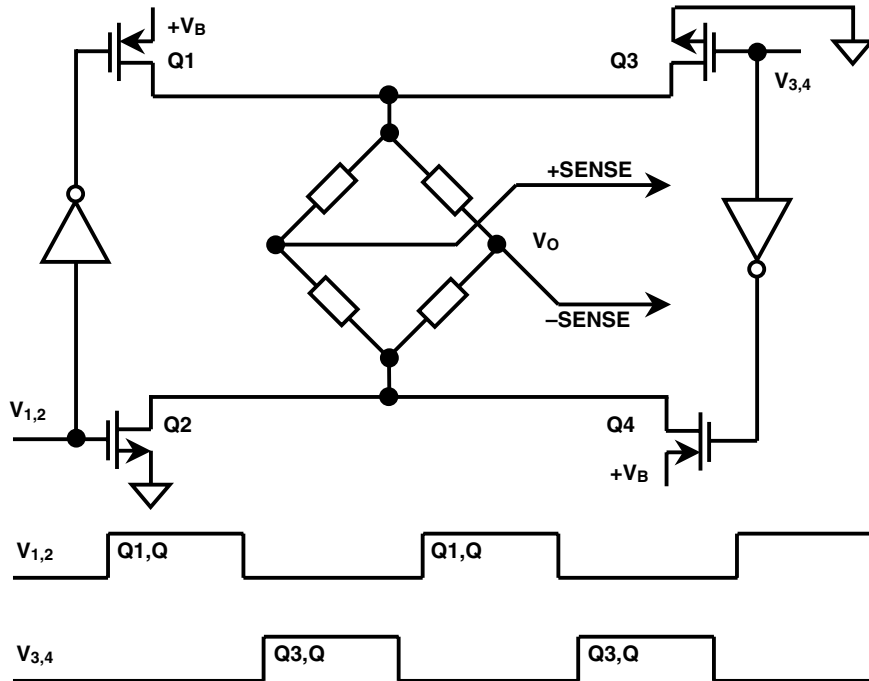 +VB
Q1
Q3
V3,4
+SENSE
VO
–SENSE
V1,2
Q2
Q4
+VB
V1,2
Q1,Q
Q1,Q
V3,4
Q3,Q
Q3,Q